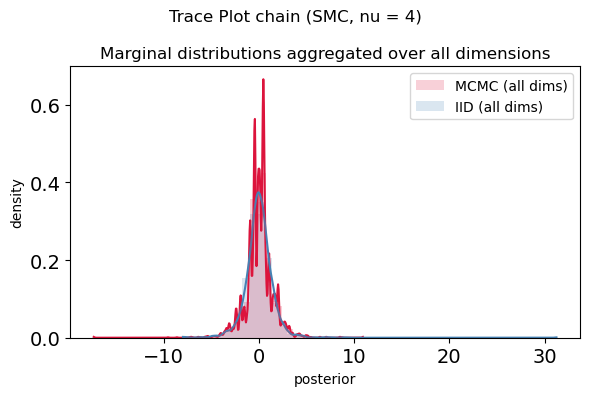 Trace Plot chain (SMC, nu = 4)
Marginal distributions aggregated over all dimensions
MCMC (all dims)
IID (all dims)
0.6
0.4
0.2
0.0
density
−10
0
10
20
30
posterior